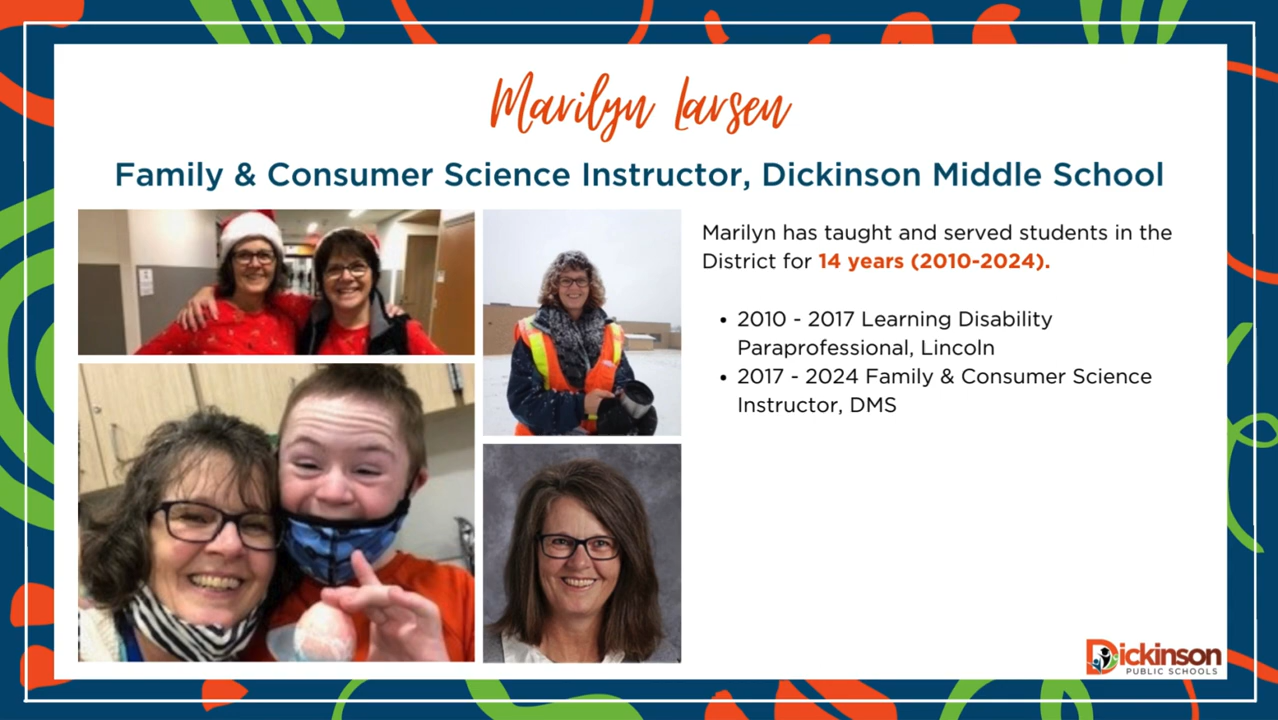 Marilyn Larsen
Family & Consumer Science Instructor, Dickinson Middle School
Marilyn has taught and served students in the
District for 14 years (2010-2024).
• 2010 - 2017 Learning Disability
Paraprofessional, Lincoln
• 2017 - 2024 Family & Consumer Science
Instructor, DMS
Dickinson
PUBLIC SCHOOLS